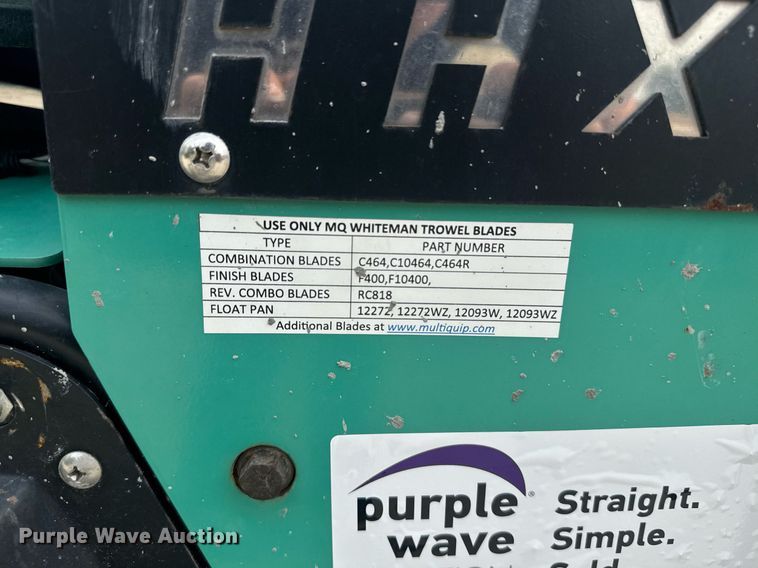 HHX
USE ONLY MQ WHITEMAN TROWEL BLADES
TYPE PART NUMBER
COMBINATION BLADES C464,C10464,C464R
FINISH BLADES F400,F10400,
REV. COMBO BLADES RC818
FLOAT PAN 12272, 12272WZ, 12093W, 12093WZ
Additional Blades at www.multiquip.com
purple
wave
Straight.
Simple.
Sold.
Purple Wave Auction